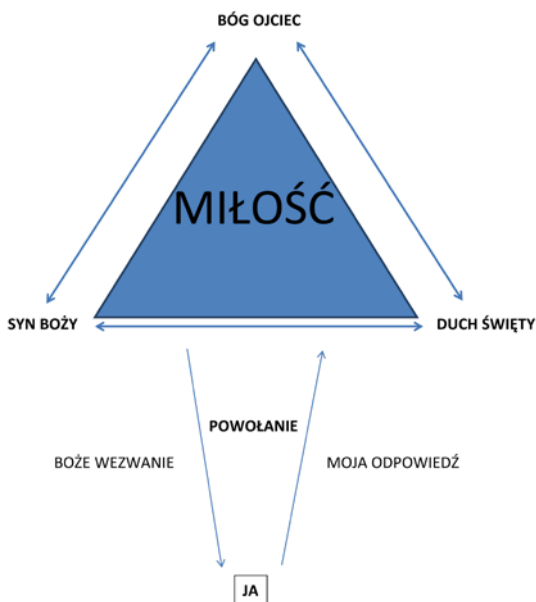 BÓG OJCIEC
MIŁOŚĆ
SYN BOŻY
DUCH ŚWIĘTY
POWOŁANIE
BOŻE WEZWANIE
MOJA ODPOWIEDŹ
JA